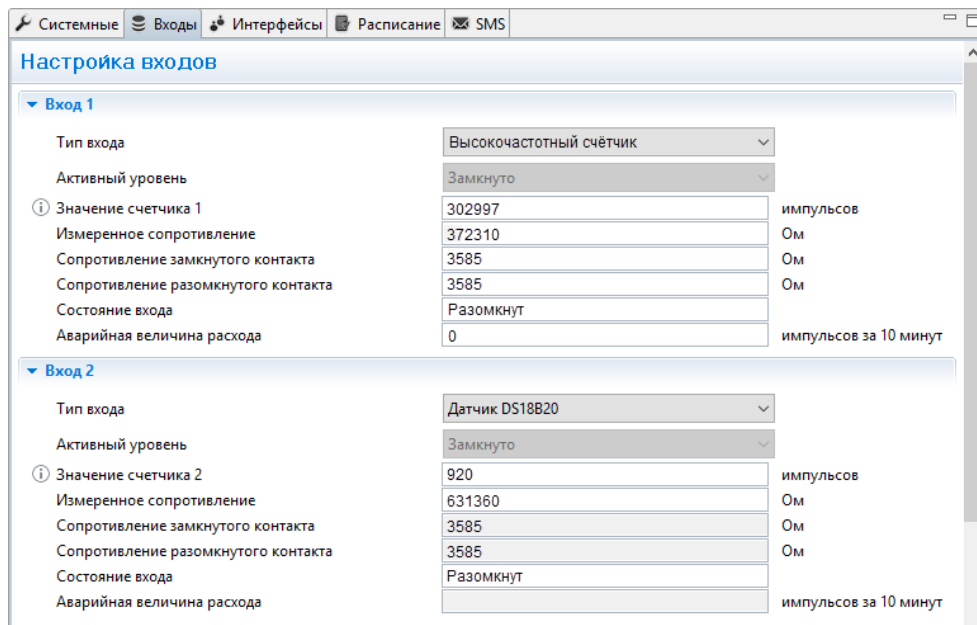 Системные Входы Интерфейсы Расписание SMS
Настройка входов
Вход 1
Тип входа Высокочастотный счётчик
Активный уровень Замкнуто
Значение счетчика 1 302997 импульсов
Измеренное сопротивление 372310 Ом
Сопротивление замкнутого контакта 3585 Ом
Сопротивление разомкнутого контакта 3585 Ом
Состояние входа Разомкнут
Аварийная величина расхода 0 импульсов за 10 минут
Вход 2
Тип входа Датчик DS18B20
Активный уровень Замкнуто
Значение счетчика 2 920 импульсов
Измеренное сопротивление 631360 Ом
Сопротивление замкнутого контакта 3585 Ом
Сопротивление разомкнутого контакта 3585 Ом
Состояние входа Разомкнут
Аварийная величина расхода импульсов за 10 минут